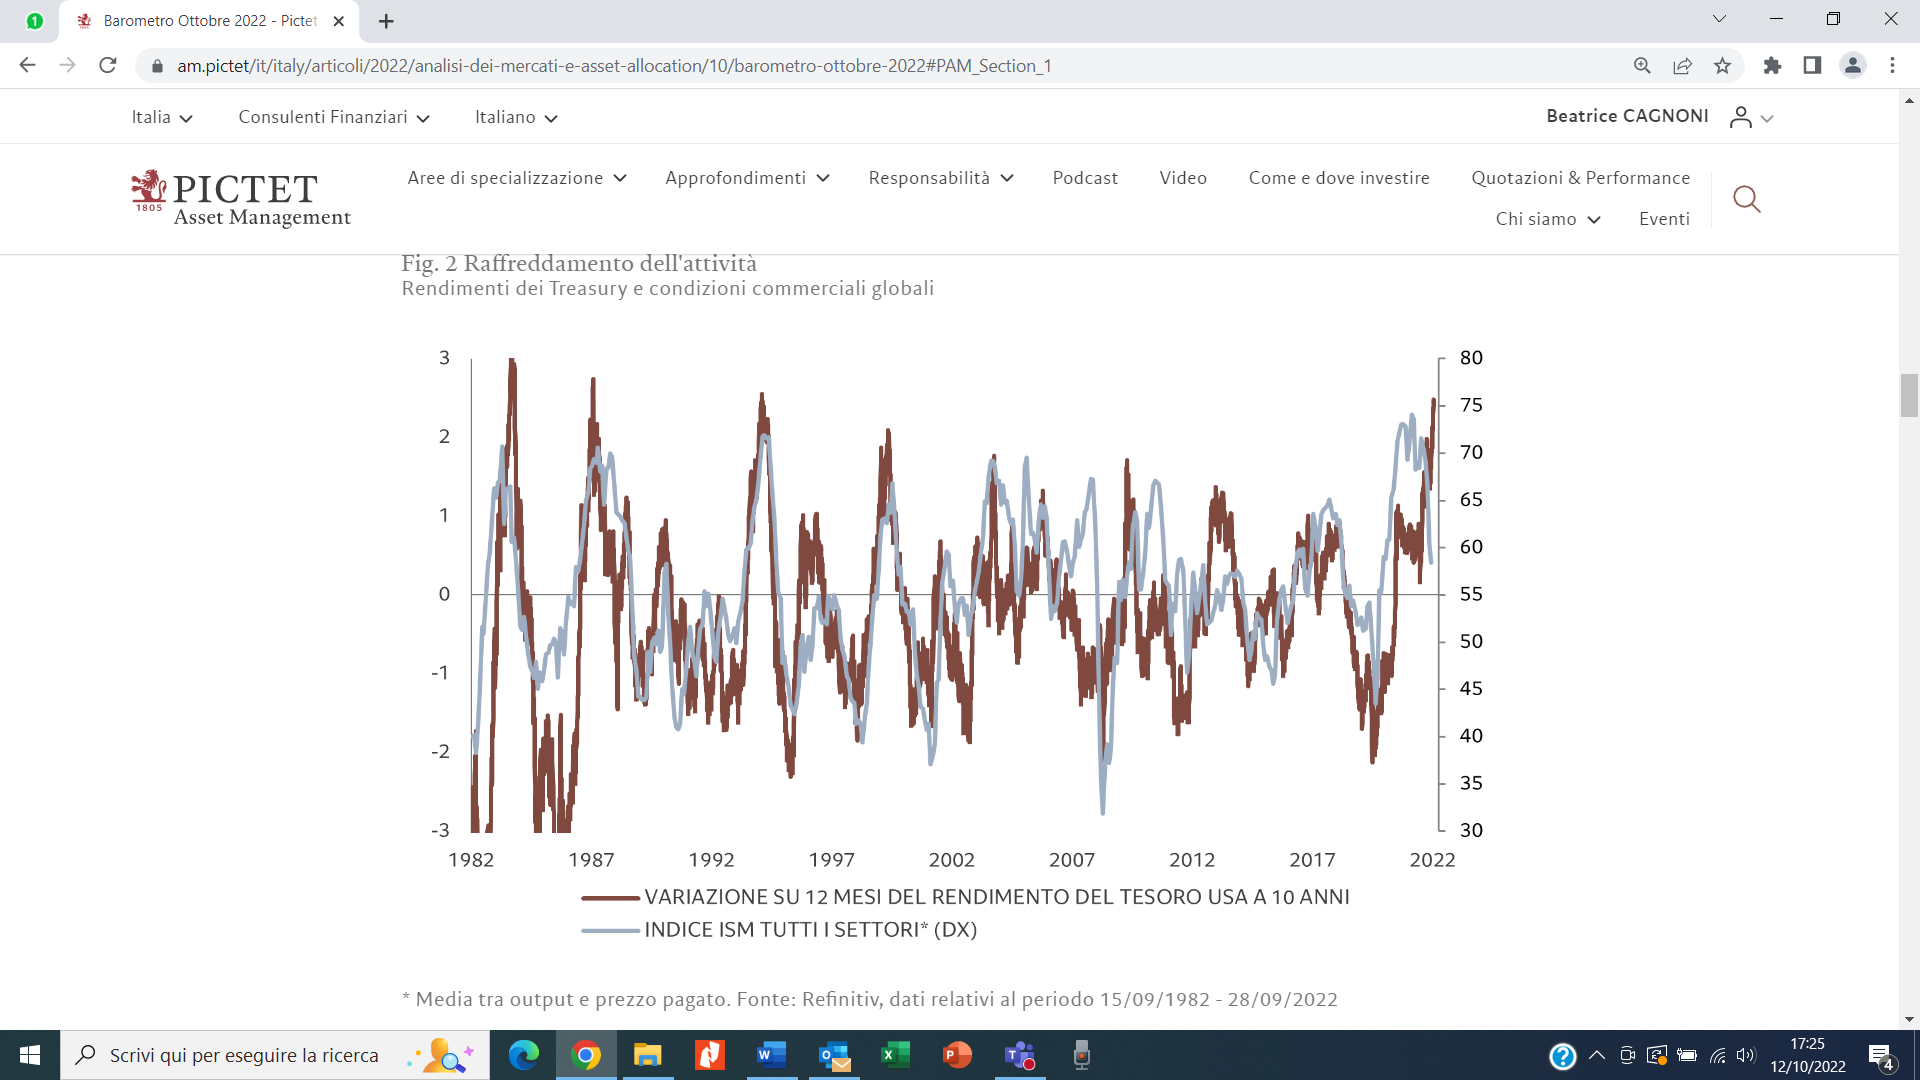 1
Barometro Ottobre 2022 - Pictet
am.pictet/it/italy/articoli/2022/analisi-dei-mercati-e-asset-allocation/10/barometro-ottobre-2022#PAM_Section_1
Italia
Consulenti Finanziari
Italiano
Beatrice CAGNONI
PICTET
1805
Asset Management
Aree di specializzazione
Approfondimenti
Responsabilità
Podcast
Video
Come e dove investire
Quotazioni & Performance
Chi siamo
Eventi
Fig. 2 Raffreddamento dell'attività
Rendimenti dei Treasury e condizioni commerciali globali
3
2
1
0
-1
-2
-3
80
75
70
65
60
55
50
45
40
35
30
1982 1987 1992 1997 2002 2007 2012 2017 2022
VARIAZIONE SU 12 MESI DEL RENDIMENTO DEL TESORO USA A 10 ANNI
INDICE ISM TUTTI I SETTORI* (DX)
* Media tra output e prezzo pagato. Fonte: Refinitiv, dati relativi al periodo 15/09/1982 - 28/09/2022
Scrivi qui per eseguire la ricerca
17:25
12/10/2022
4